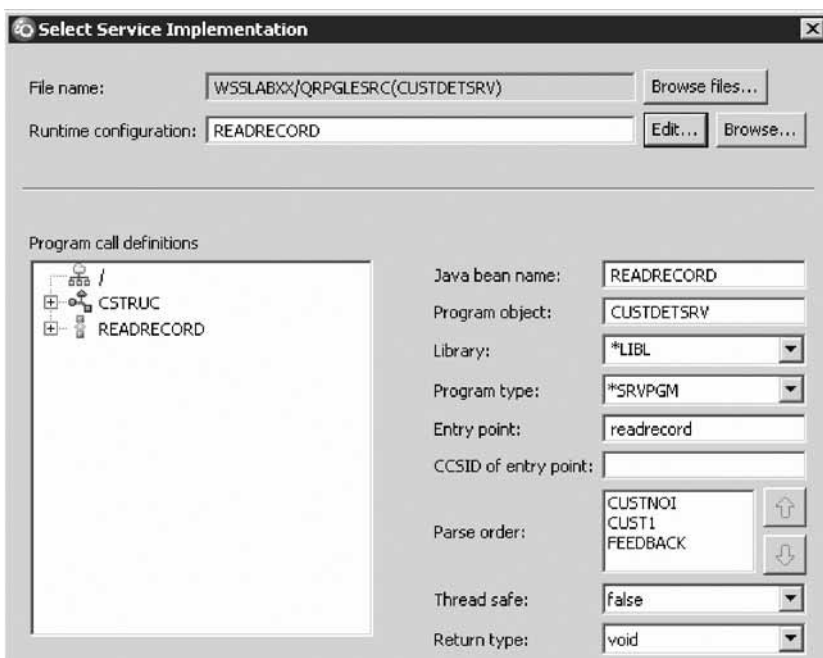 Select Service Implementation
File name: WSSLABXX/QRPGLESRC(CUSTDETSRV) Browse files...
Runtime configuration: READRECORD Edit... Browse...
Program call definitions
/
CSTRUC
READRECORD
Java bean name: READRECORD
Program object: CUSTDETSRV
Library: *LIBL
Program type: *SRVPGM
Entry point: readrecord
CCSID of entry point:
Parse order:
CUSTNOI
CUST1
FEEDBACK
Thread safe: false
Return type: void